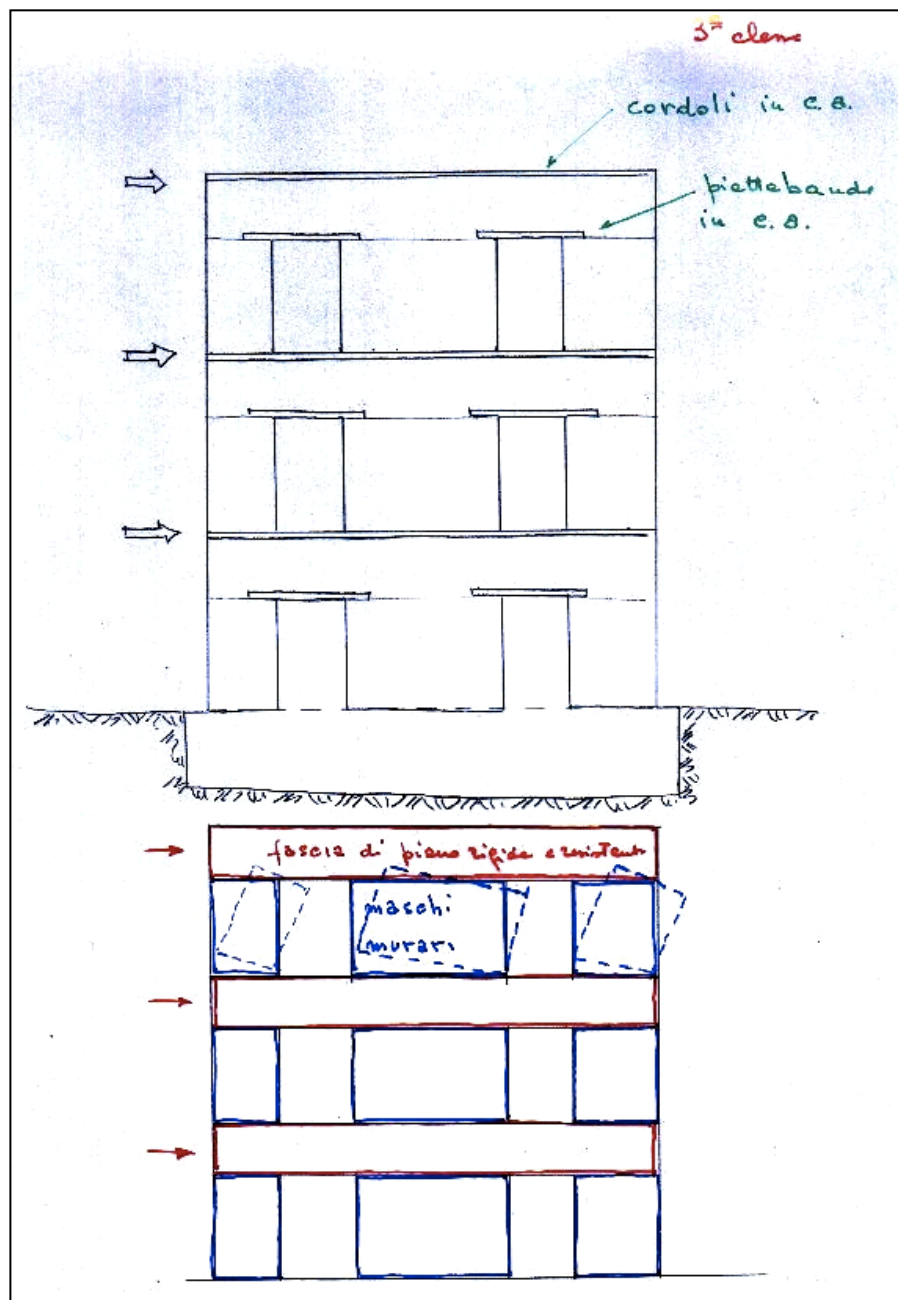 3ª classe
cordoli in c.a.
piattabande
in c.a.
fascia di piano rigida e resistente
maschi
murari